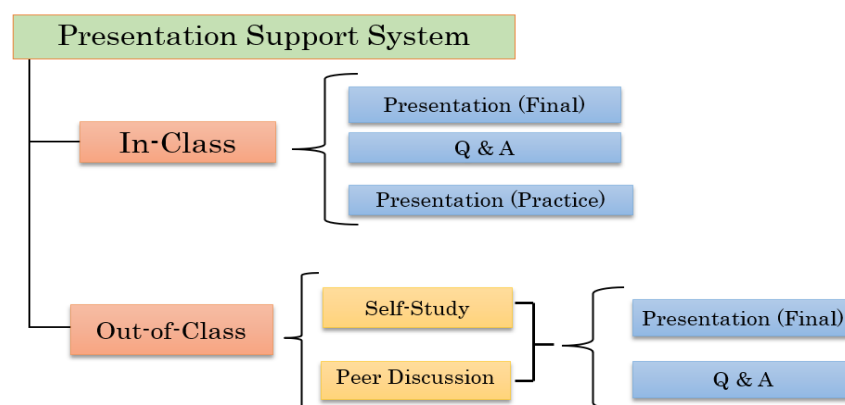 Presentation Support System
In-Class
Presentation (Final)
Q & A
Presentation (Practice)
Out-of-Class
Self-Study
Peer Discussion
Presentation (Final)
Q & A